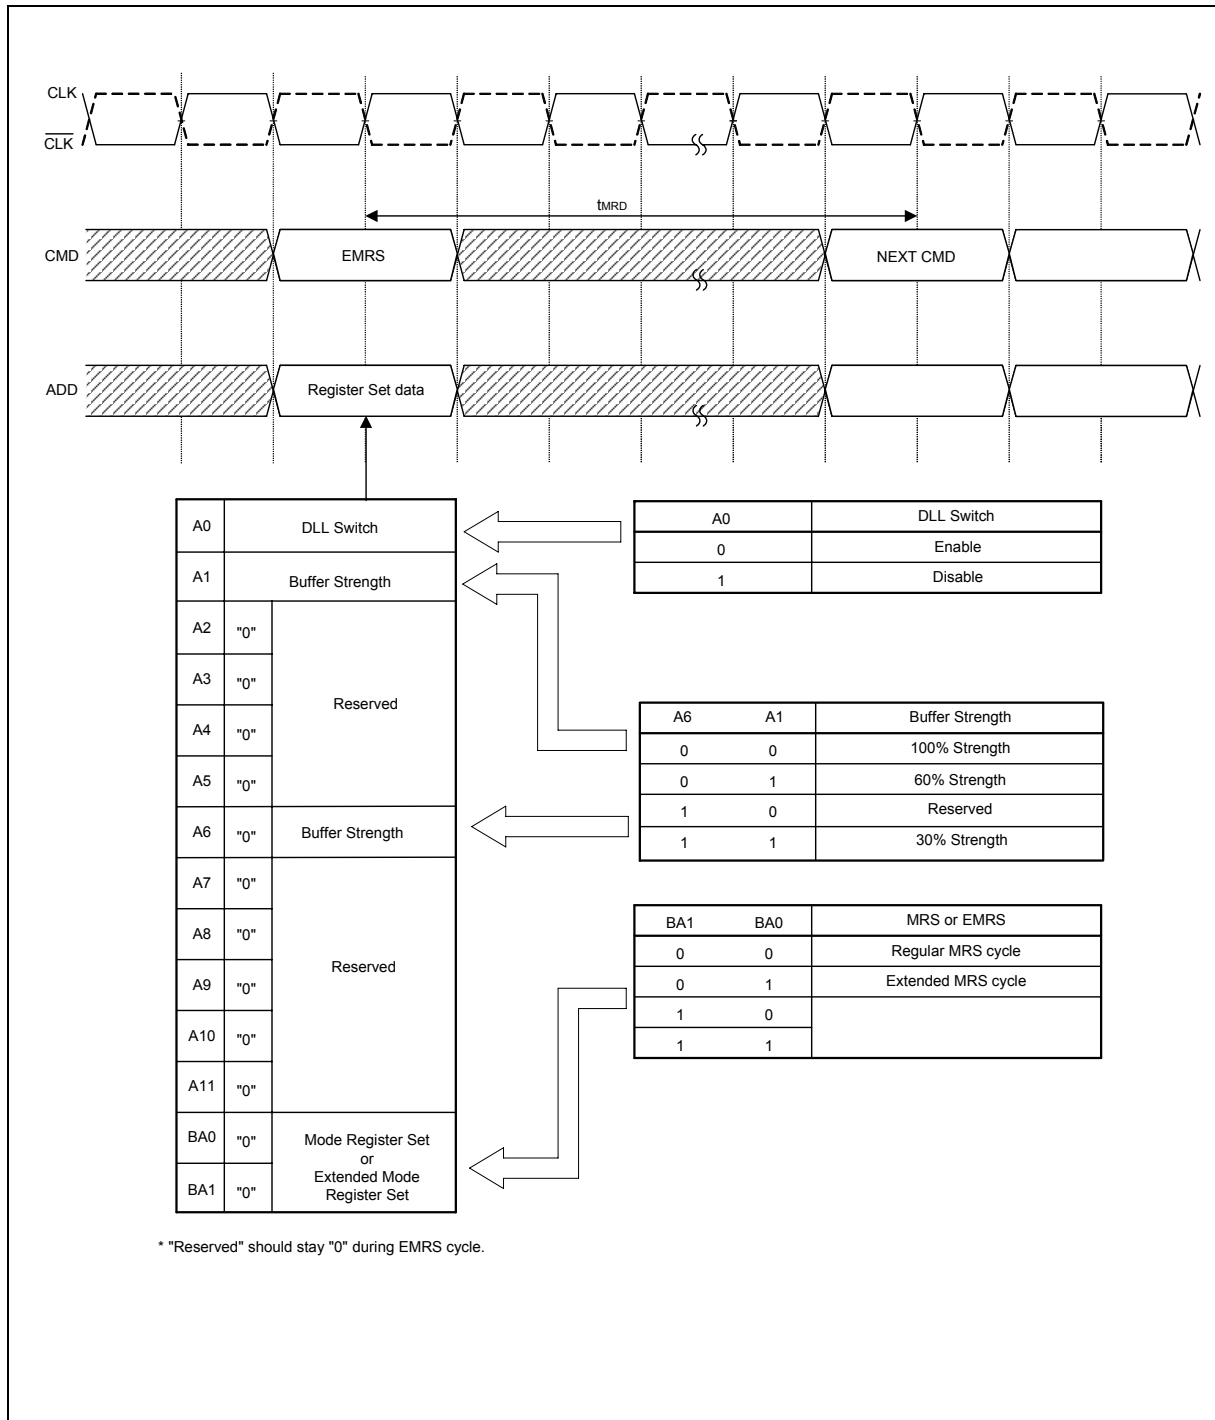 CLK
CLK
tMRD
CMD
EMRS
NEXT CMD
ADD
Register Set data
A0 DLL Switch
A1 Buffer Strength
A2 "0"
A3 "0"
Reserved
A4 "0"
A5 "0"
A6 "0" Buffer Strength
A7 "0"
A8 "0"
Reserved
A9 "0"
A10 "0"
A11 "0"
BA0 "0"
BA1 "0"
Mode Register Set
or
Extended Mode
Register Set
A0 DLL Switch
0 Enable
1 Disable
A6 A1 Buffer Strength
0 0 100% Strength
0 1 60% Strength
1 0 Reserved
1 1 30% Strength
BA1 BA0 MRS or EMRS
0 0 Regular MRS cycle
0 1 Extended MRS cycle
1 0
1 1
* "Reserved" should stay "0" during EMRS cycle.